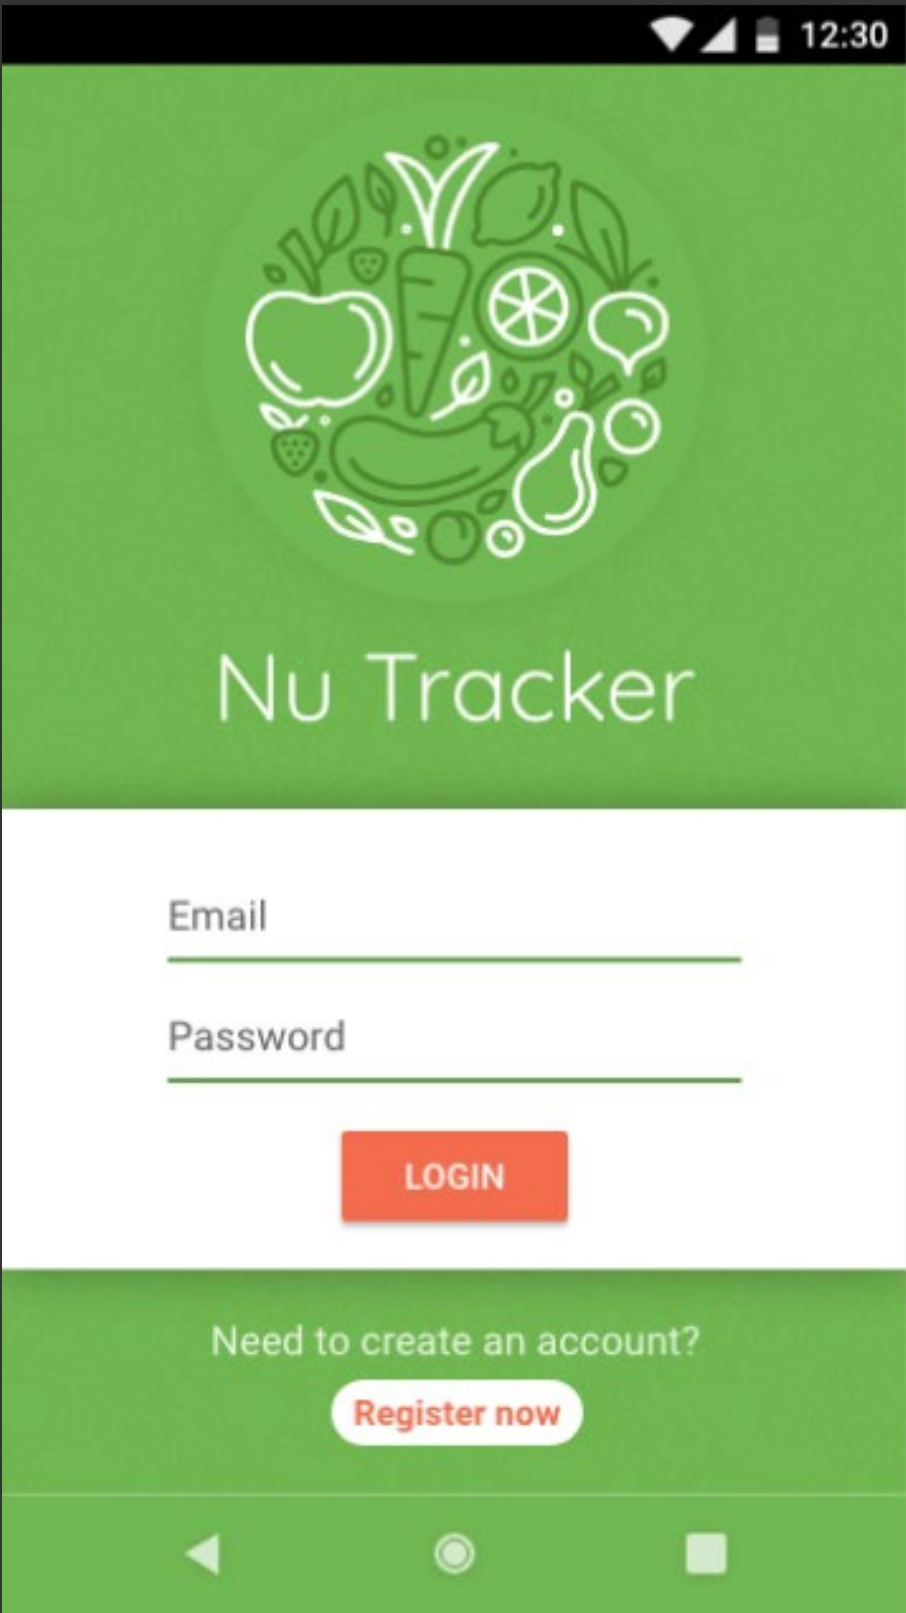 12:30
Nu Tracker
Email
Password
LOGIN
Need to create an account?
Register now